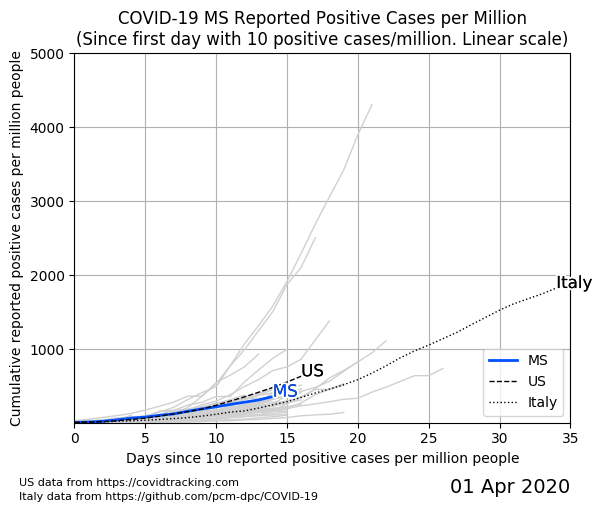 COVID-19 MS Reported Positive Cases per Million
(Since first day with 10 positive cases/million. Linear scale)
Cumulative reported positive cases per million people
5000
4000
3000
2000
1000
Italy
US
MS
MS
US
Italy
0 5 10 15 20 25 30 35
Days since 10 reported positive cases per million people
US data from https://covidtracking.com
Italy data from https://github.com/pcm-dpc/COVID-19
01 Apr 2020